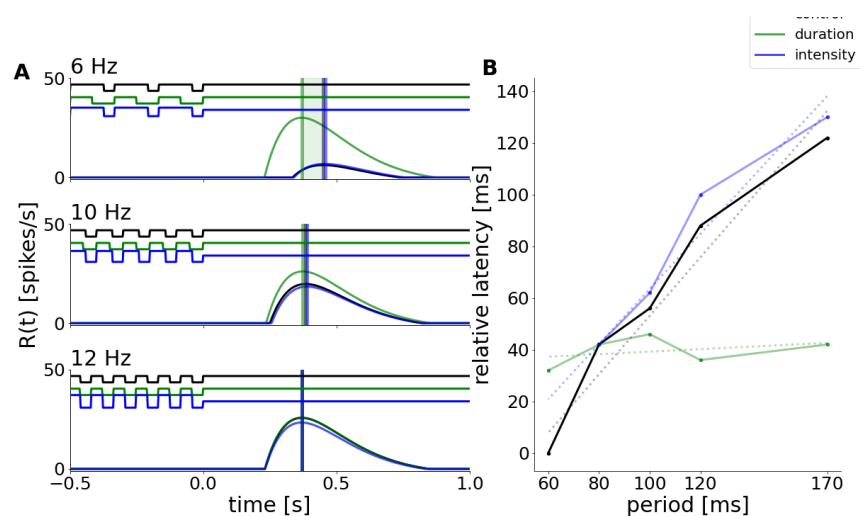 control
duration
intensity
A
B
6 Hz
50
0
10 Hz
50
0
12 Hz
50
0
R(t) [spikes/s]
−0.5 0.0 0.5 1.0
time [s]
relative latency [ms]
140
120
100
80
60
40
20
0
60 80 100 120 170
period [ms]